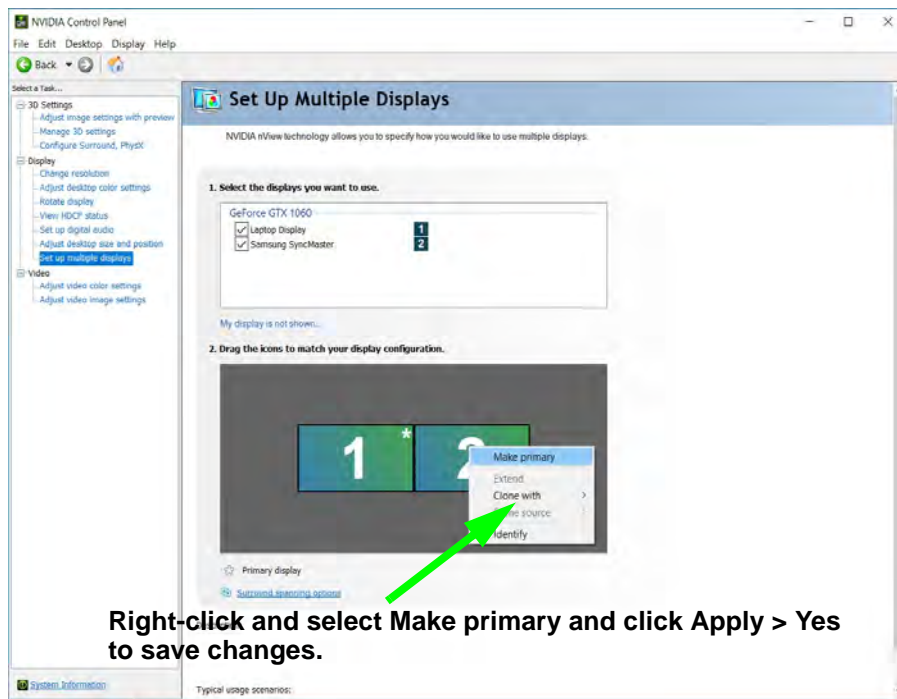 NVIDIA Control Panel
File Edit Desktop Display Help
Back
Select a Task...
3D Settings
Adjust image settings with preview
Manage 3D settings
Configure Surround, PhysX
Display
Change resolution
Adjust desktop color settings
Rotate display
View HDCP status
Set up digital audio
Adjust desktop size and position
Set up multiple displays
Video
Adjust video color settings
Adjust video image settings
System Information
Set Up Multiple Displays
NVIDIA nView technology allows you to specify how you would like to use multiple displays.
1. Select the displays you want to use.
GeForce GTX 1060
Laptop Display 1
Samsung SyncMaster 2
My display is not shown...
2. Drag the icons to match your display configuration.
1 * 2
Make primary
Extend
Clone with >
Clone source
Identify
Primary display
Surround spanning options
Right-click and select Make primary and click Apply > Yes
to save changes.
Typical usage scenarios: